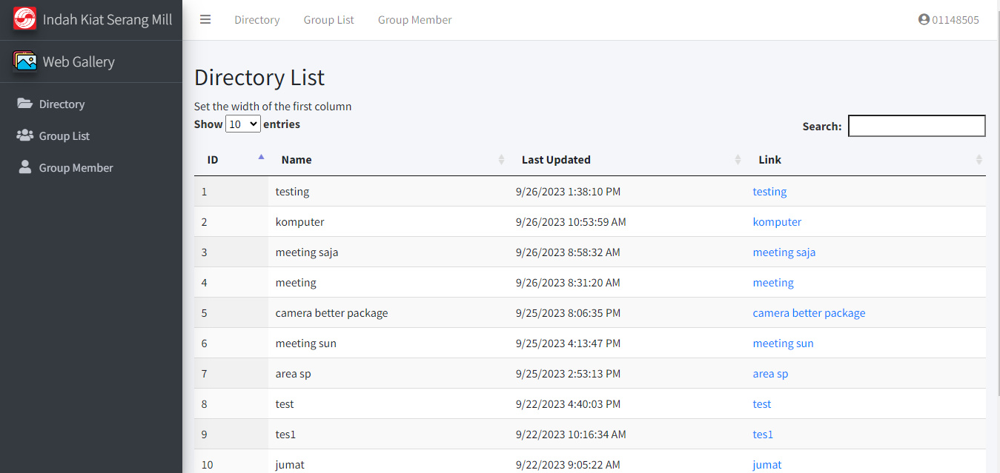 Indah Kiat Serang Mill
Directory Group List Group Member 01148505
Web Gallery
Directory
Group List
Group Member
Directory List
Set the width of the first column
Show 10 entries
Search:
ID Name Last Updated Link
1 testing 9/26/2023 1:38:10 PM testing
2 komputer 9/26/2023 10:53:59 AM komputer
3 meeting saja 9/26/2023 8:58:32 AM meeting saja
4 meeting 9/26/2023 8:31:20 AM meeting
5 camera better package 9/25/2023 8:06:35 PM camera better package
6 meeting sun 9/25/2023 4:13:47 PM meeting sun
7 area sp 9/25/2023 2:53:13 PM area sp
8 test 9/22/2023 4:40:03 PM test
9 tes1 9/22/2023 10:16:34 AM tes1
10 jumat 9/22/2023 9:05:22 AM jumat